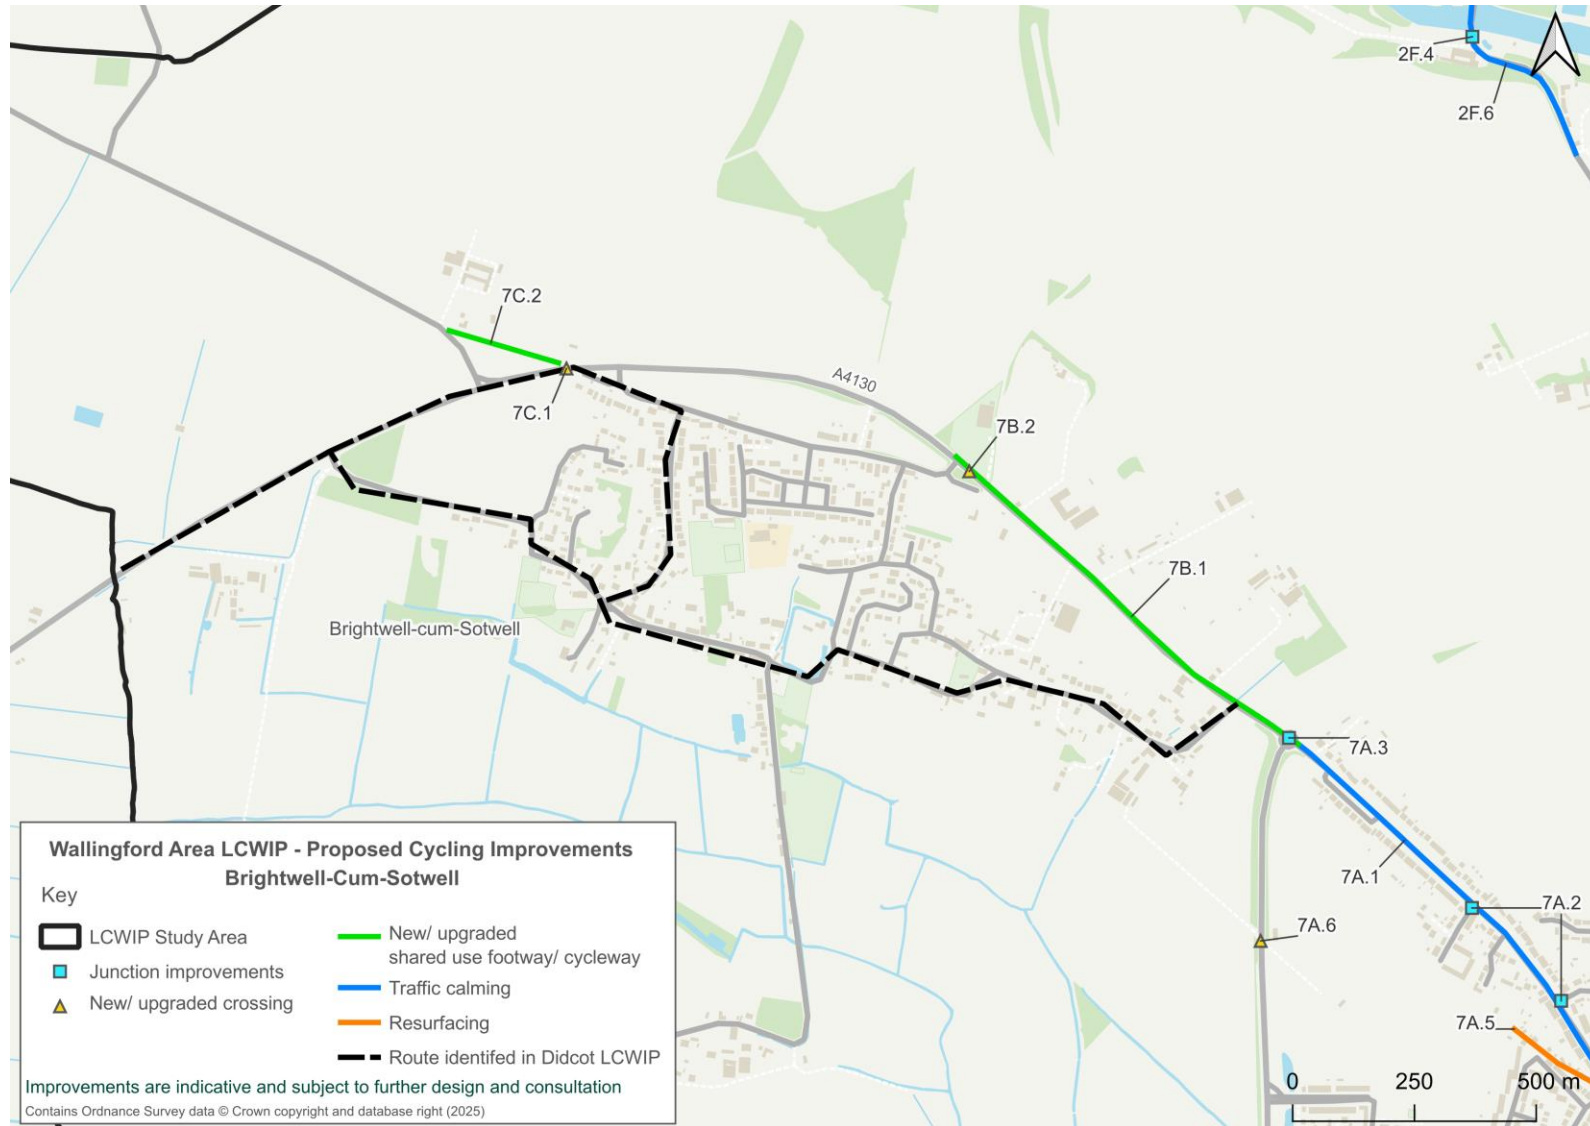 2F.4
2F.6
7C.2
A4130
7C.1
7B.2
7B.1
Brightwell-cum-Sotwell
7A.3
7A.1
7A.2
7A.6
7A.5
Wallingford Area LCWIP - Proposed Cycling Improvements
Brightwell-Cum-Sotwell
Key
LCWIP Study Area
Junction improvements
New/ upgraded crossing
New/ upgraded
shared use footway/ cycleway
Traffic calming
Resurfacing
Route identifed in Didcot LCWIP
Improvements are indicative and subject to further design and consultation
Contains Ordnance Survey data © Crown copyright and database right (2025)
0 250 500 m